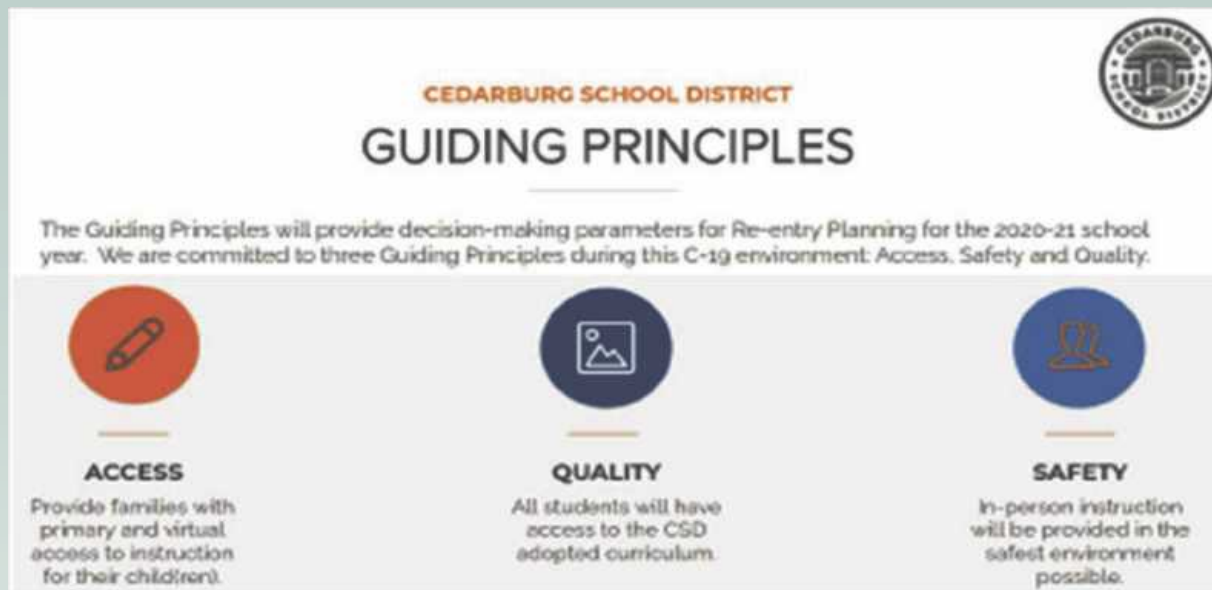 CEDARBURG SCHOOL DISTRICT
CEDARBURG SCHOOL DISTRICT
GUIDING PRINCIPLES
The Guiding Principles will provide decision-making parameters for Re-entry Planning for the 2020-21 school
year. We are committed to three Guiding Principles during this C-19 environment: Access, Safety and Quality.
ACCESS
Provide families with
primary and virtual
access to instruction
for their child(ren).
QUALITY
All students will have
access to the CSD
adopted curriculum.
SAFETY
In-person instruction
will be provided in the
safest environment
possible.